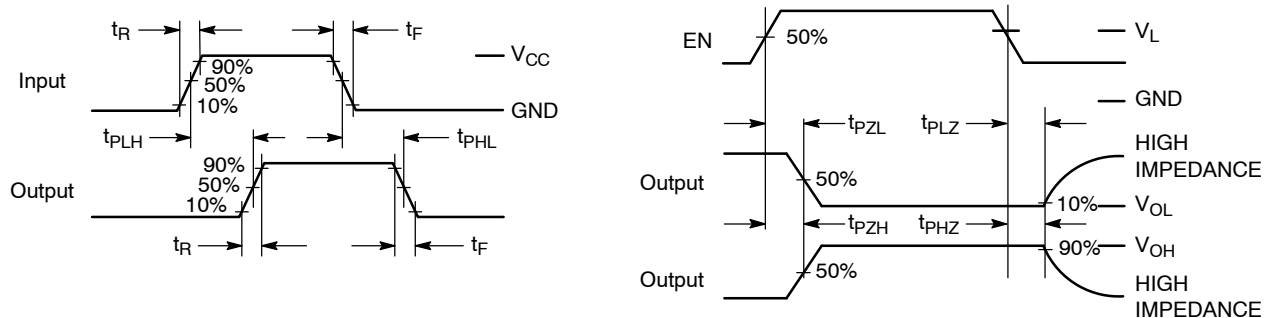 tR
tF
VCC
Input
90%
50%
10%
GND
tPLH
tPHL
Output
90%
50%
10%
tR
tF
EN
50%
VL
GND
tPZL
tPLZ
HIGH
IMPEDANCE
Output
50%
10%
VOL
tPZH
tPHZ
VOH
90%
Output
50%
HIGH
IMPEDANCE